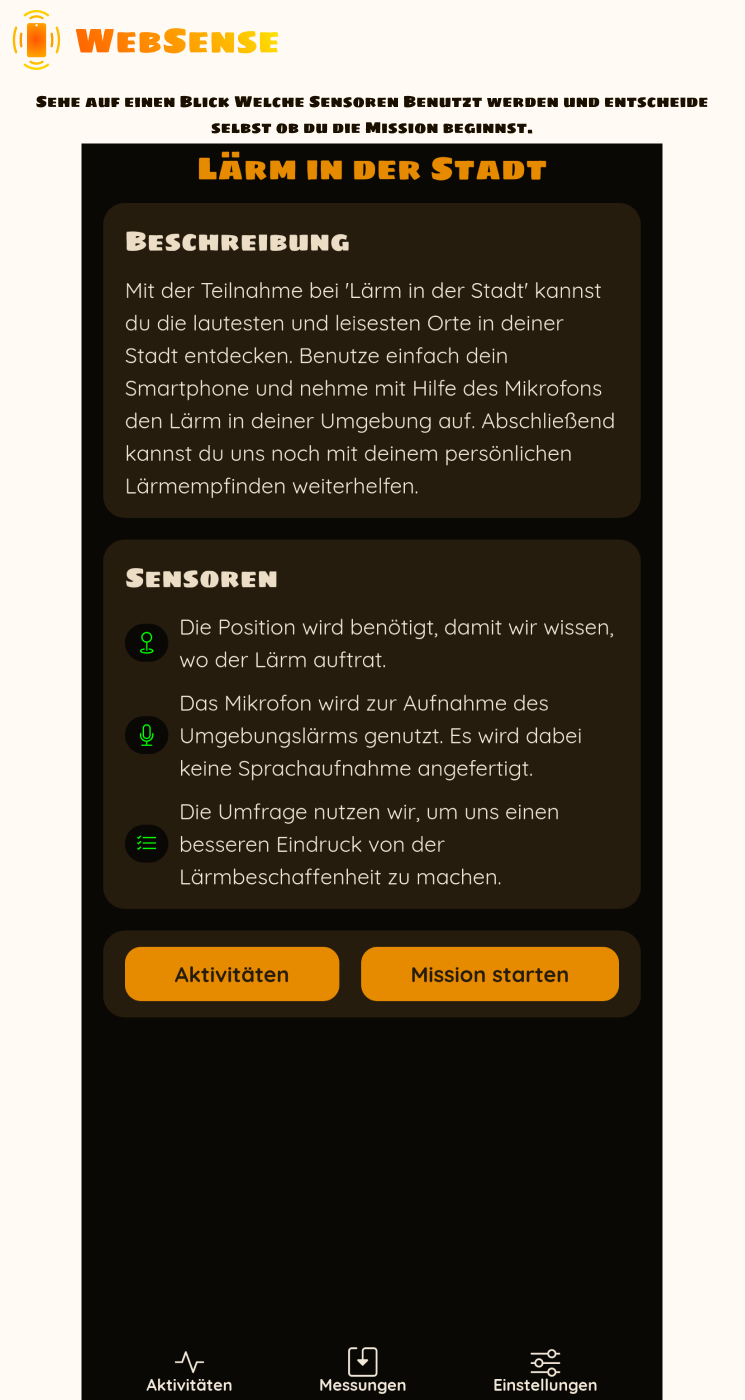 WebSense
Sehe auf einen Blick Welche Sensoren Benutzt werden und entscheide
selbst ob du die Mission beginnst.
Lärm in der Stadt
Beschreibung
Mit der Teilnahme bei 'Lärm in der Stadt' kannst
du die lautesten und leisesten Orte in deiner
Stadt entdecken. Benutze einfach dein
Smartphone und nehme mit Hilfe des Mikrofons
den Lärm in deiner Umgebung auf. Abschließend
kannst du uns noch mit deinem persönlichen
Lärmempfinden weiterhelfen.
Sensoren
Die Position wird benötigt, damit wir wissen,
wo der Lärm auftrat.
Das Mikrofon wird zur Aufnahme des
Umgebungslärms genutzt. Es wird dabei
keine Sprachaufnahme angefertigt.
Die Umfrage nutzen wir, um uns einen
besseren Eindruck von der
Lärmbeschaffenheit zu machen.
Aktivitäten Mission starten
Aktivitäten Messungen Einstellungen